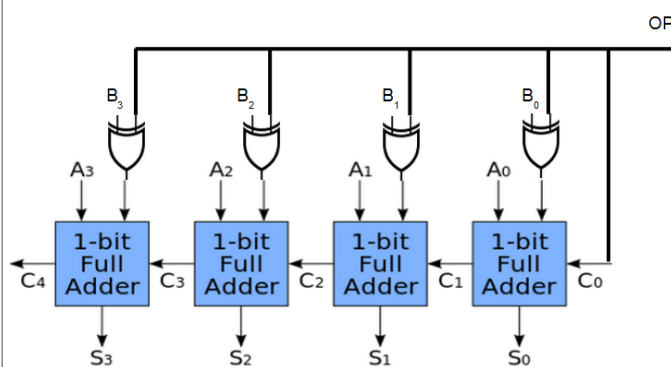 OP
B3 B2 B1 B0
A3 A2 A1 A0
1-bit Full Adder
1-bit Full Adder
1-bit Full Adder
1-bit Full Adder
C4 C3 C2 C1 C0
S3 S2 S1 S0